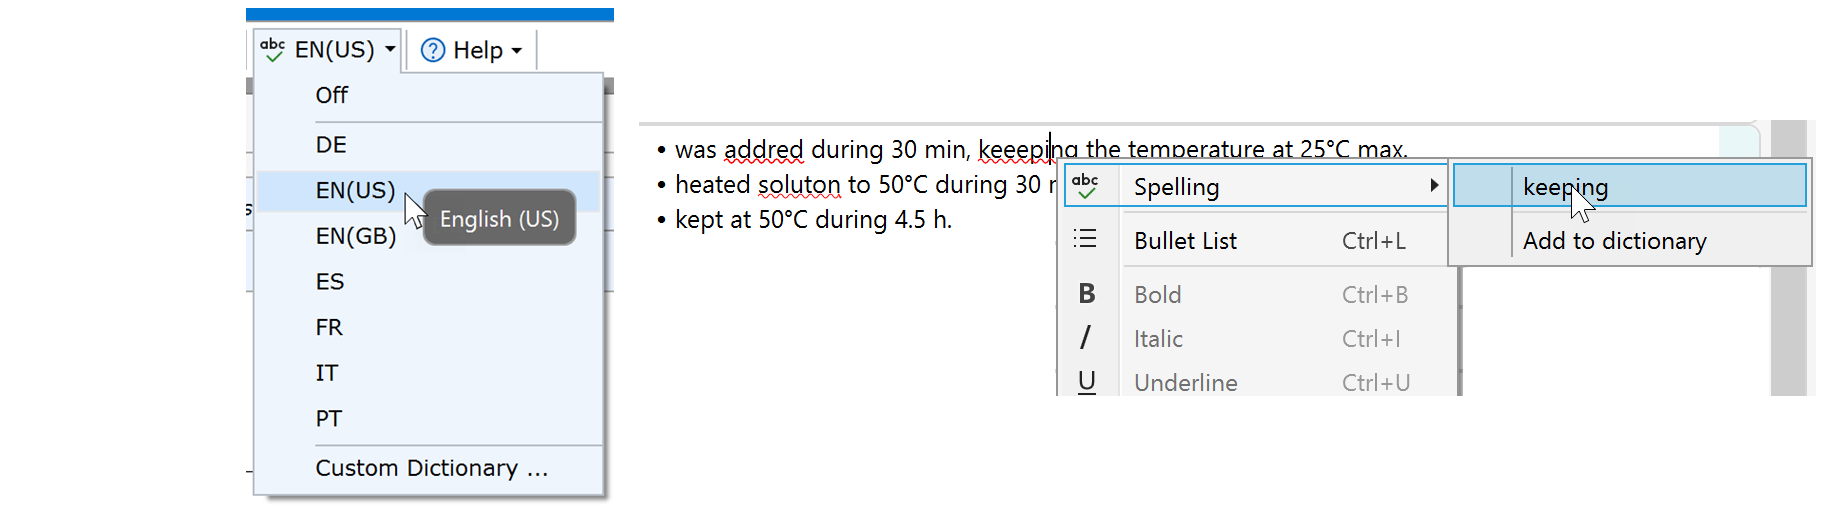 abc EN(US) Help
Off
DE
EN(US)
English (US)
EN(GB)
ES
FR
IT
PT
Custom Dictionary ...
• was addred during 30 min, keeeping the temperature at 25°C max.
• heated soluton to 50°C during 30
• kept at 50°C during 4.5 h.
abc Spelling
Bullet List Ctrl+L
B Bold Ctrl+B
I Italic Ctrl+I
U Underline Ctrl+U
keeping
Add to dictionary